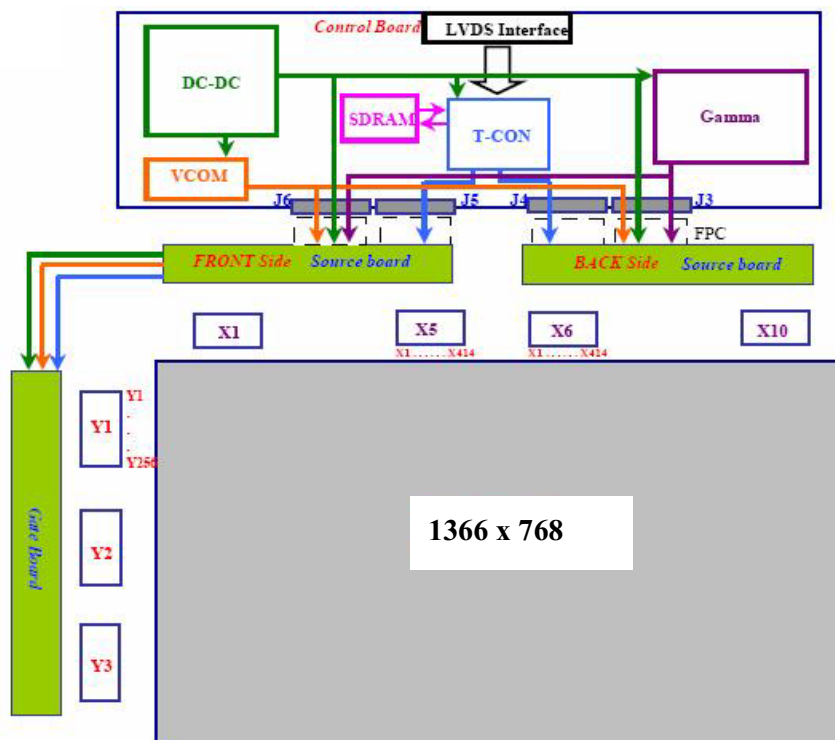 Control Board
LVDS Interface
DC-DC
SDRAM
T-CON
Gamma
VCOM
J6
J5
J4
J3
FPC
FRONT Side Source board
BACK Side Source board
X1
X5
X6
X10
X1 ...... X414
X1 ...... X414
Y1
Y1
.
.
.
Y256
Y2
Y3
Gate Board
1366 x 768